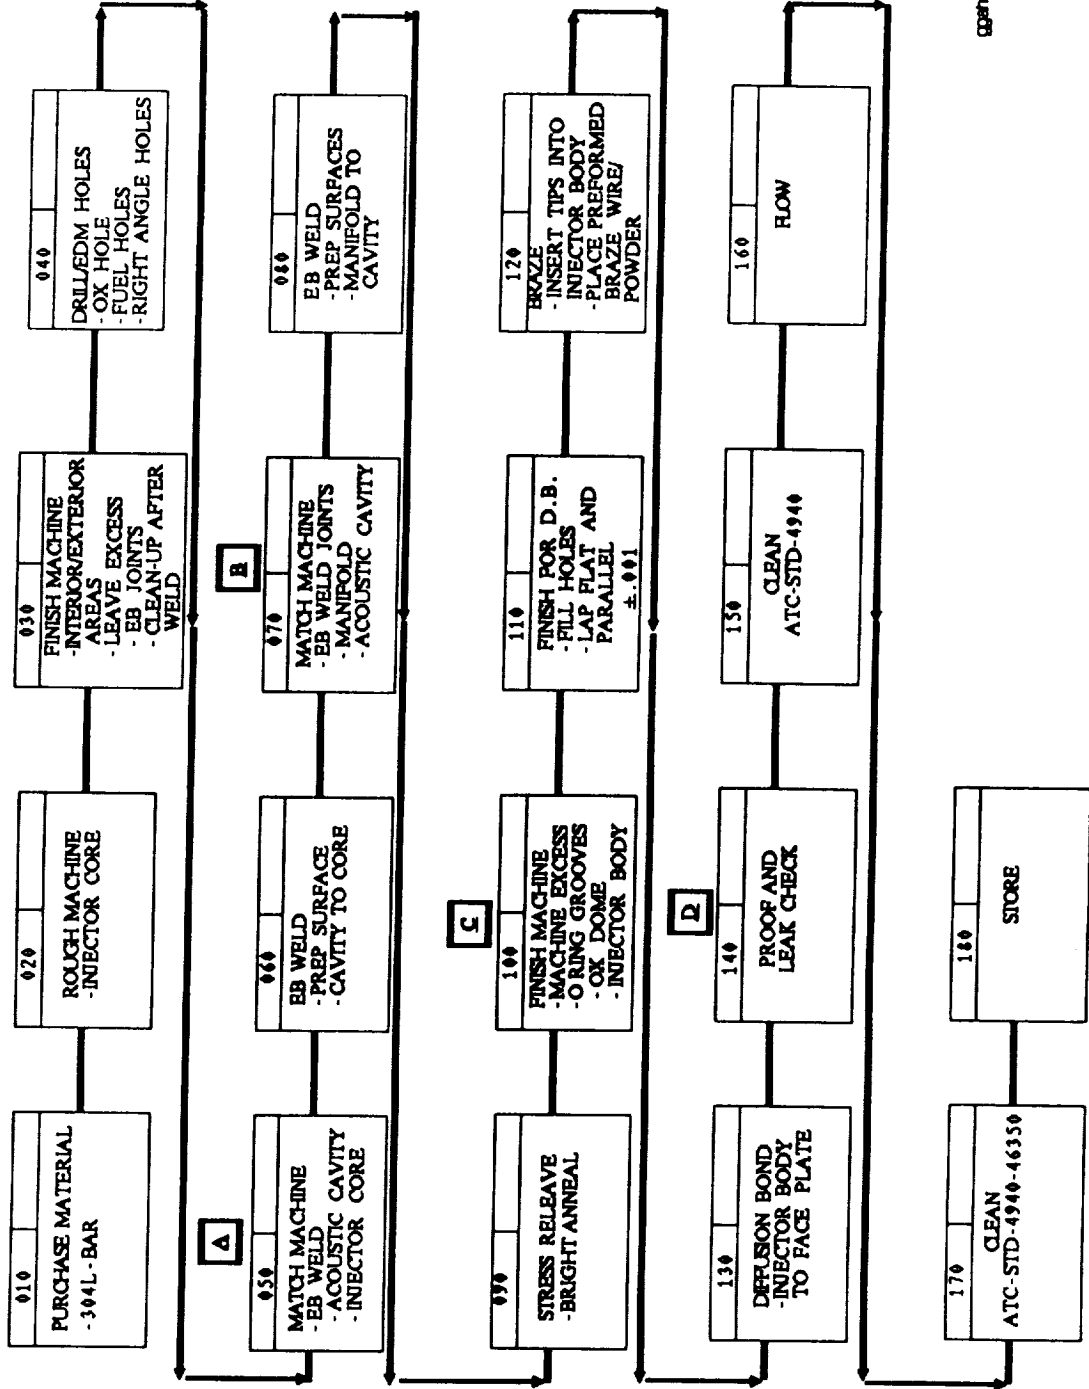 010
PURCHASE MATERIAL
- 304L - BAR
020
ROUGH MACHINE
- INJECTOR CORE
030
FINISH MACHINE
-INTERIOR/EXTERIOR
AREAS
- LEAVE EXCESS
- EB JOINTS
- CLEAN-UP AFTER
WELD
040
DRILL/EDM HOLES
- OX HOLE
- FUEL HOLES
- RIGHT ANGLE HOLES
A
050
MATCH MACHINE
- EB WELD
- ACOUSTIC CAVITY
- INJECTOR CORE
060
EB WELD
- PREP SURFACE
- CAVITY TO CORE
B
070
MATCH MACHINE
- EB WELD JOINTS
- MANIFOLD
- ACOUSTIC CAVITY
080
EB WELD
- PREP SURFACES
- MANIFOLD TO
CAVITY
090
STRESS RELEAVE
- BRIGHT ANNEAL
C
100
FINISH MACHINE
- MACHINE EXCESS
- O RING GROOVES
- OX DOME
- INJECTOR BODY
110
FINISH FOR D.B.
- FILL HOLES
- LAP FLAT AND
PARALLEL
±.001
120
BRAZE
- INSERT TIPS INTO
INJECTOR BODY
- PLACE PREFORMED
BRAZE WIRE/
POWDER
130
DIFFUSION BOND
- INJECTOR BODY
TO FACE PLATE
D
140
PROOF AND
LEAK CHECK
150
CLEAN
ATC-STD-4940
160
FLOW
170
CLEAN
ATC-STD-4940-46350
180
STORE